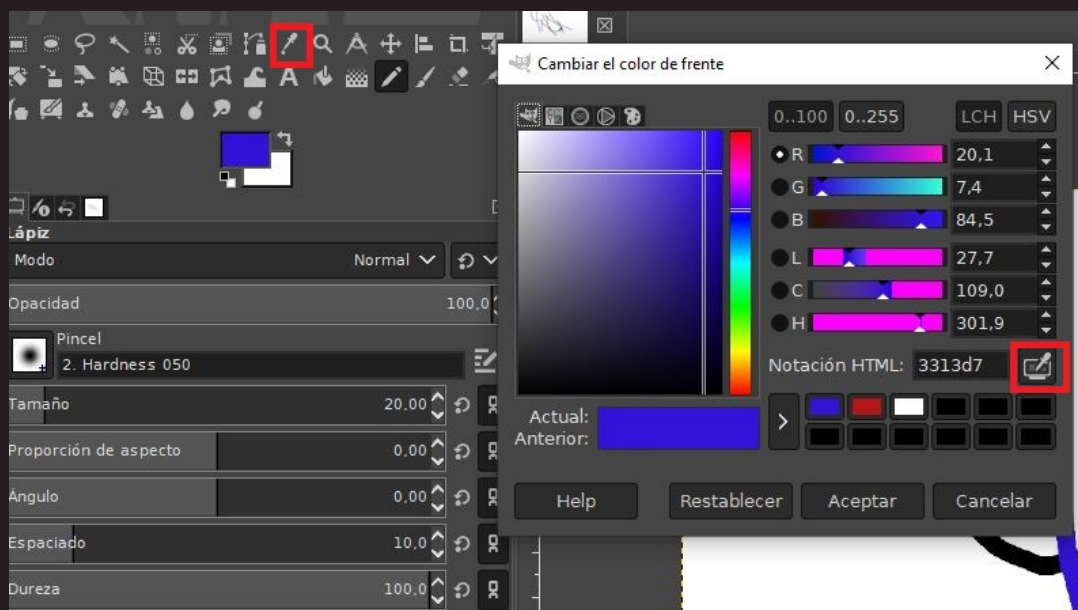 Cambiar el color de frente
0..100 0..255 LCH HSV
R 20,1
G 7,4
B 84,5
L 27,7
C 109,0
H 301,9
Notación HTML: 3313d7
Actual:
Anterior:
Help Restablecer Aceptar Cancelar
Lápiz
Modo Normal
Opacidad 100,0
Pincel
2. Hardness 050
Tamaño 20,00
Proporción de aspecto 0,00
Ángulo 0,00
Espaciado 10,0
Dureza 100,0